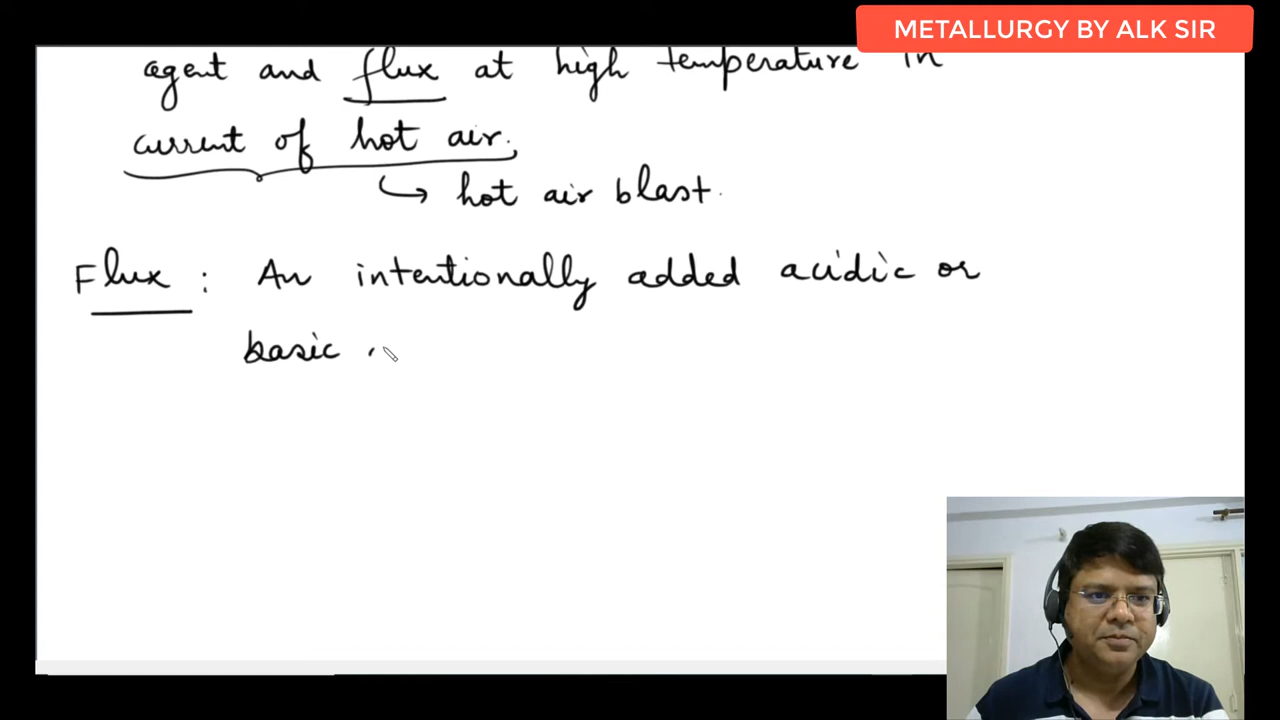 METALLURGY BY ALK SIR
agent and flux at high temperature in
current of hot air.
hot air blast.
Flux : An intentionally added acidic or
basic